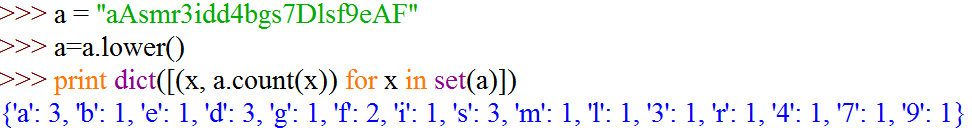 >>> a = "aAsmr3idd4bgs7Dlsf9eAF"
>>> a=a.lower()
>>> print dict([(x, a.count(x)) for x in set(a)])
{'a': 3, 'b': 1, 'e': 1, 'd': 3, 'g': 1, 'f': 2, 'i': 1, 's': 3, 'm': 1, 'l': 1, '3': 1, 'r': 1, '4': 1, '7': 1, '9': 1}